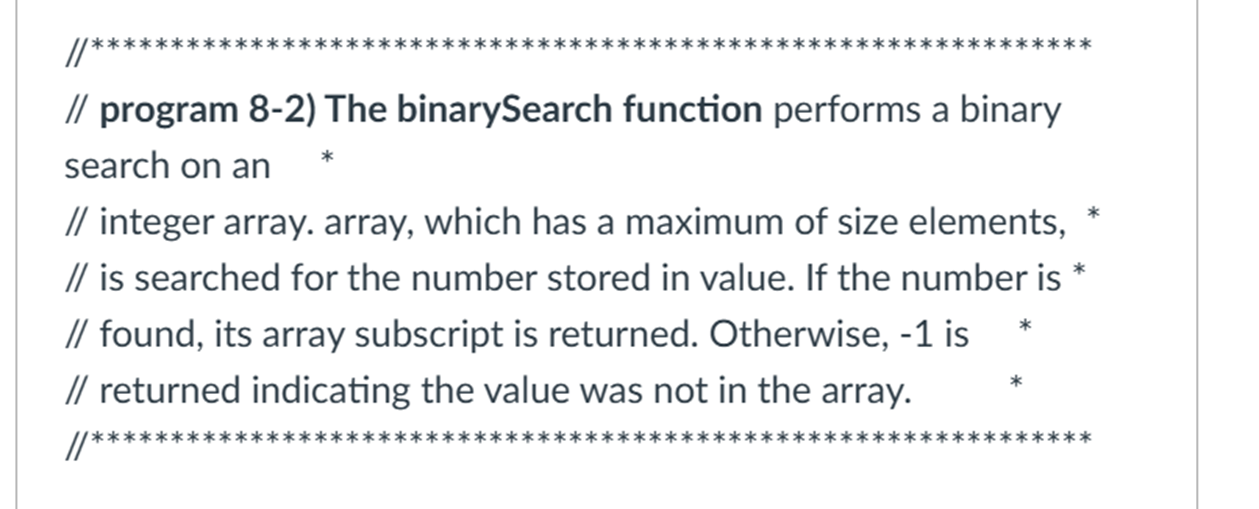 //***************************************************************
// program 8-2) The binarySearch function performs a binary
search on an *
// integer array. array, which has a maximum of size elements, *
// is searched for the number stored in value. If the number is *
// found, its array subscript is returned. Otherwise, -1 is *
// returned indicating the value was not in the array. *
//***************************************************************